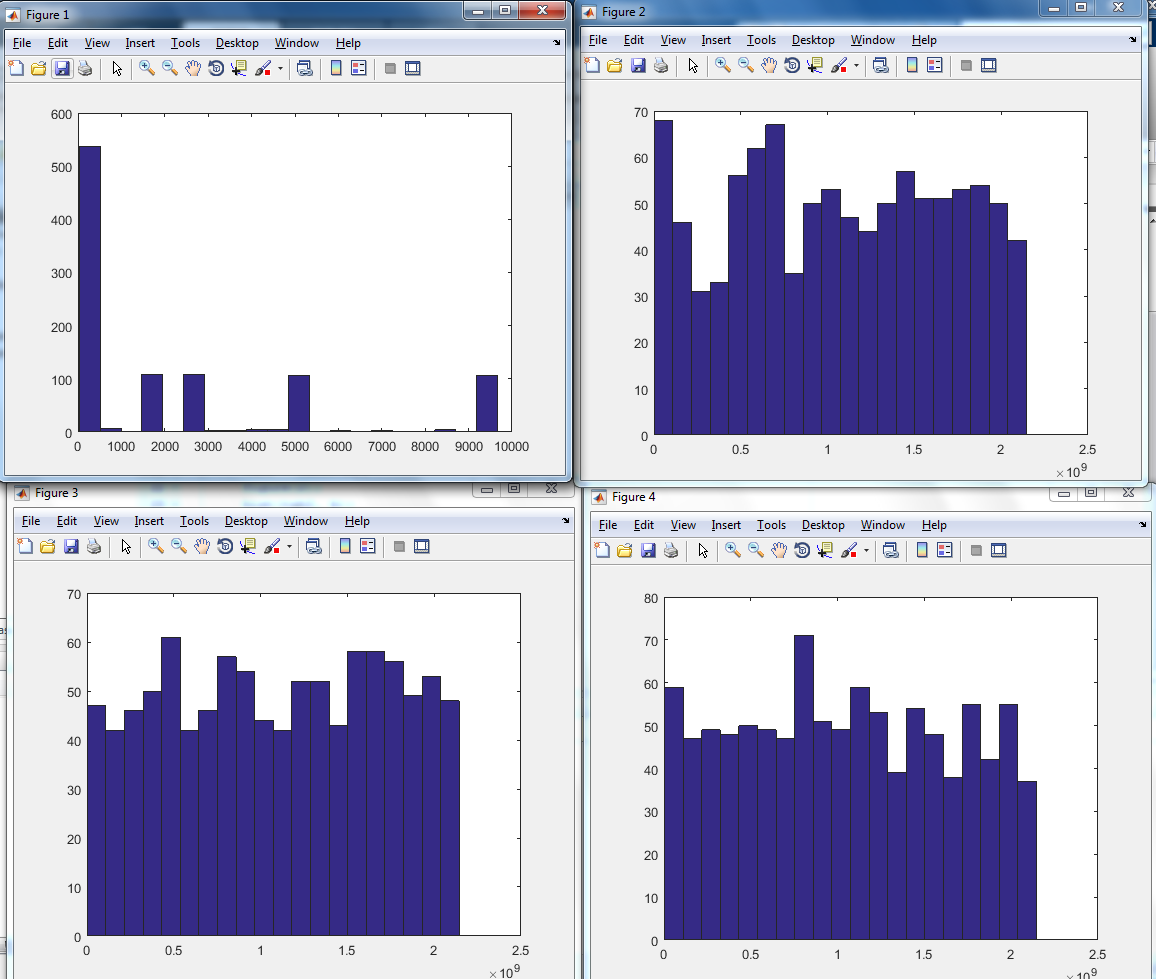 Figure 1
File Edit View Insert Tools Desktop Window Help
600
500
400
300
200
100
0
0 1000 2000 3000 4000 5000 6000 7000 8000 9000 10000
Figure 2
File Edit View Insert Tools Desktop Window Help
70
60
50
40
30
20
10
0
0 0.5 1 1.5 2 2.5
×10^9
Figure 3
File Edit View Insert Tools Desktop Window Help
70
60
50
40
30
20
10
0
0 0.5 1 1.5 2 2.5
×10^9
Figure 4
File Edit View Insert Tools Desktop Window Help
80
70
60
50
40
30
20
10
0
0 0.5 1 1.5 2 2.5
×10^9